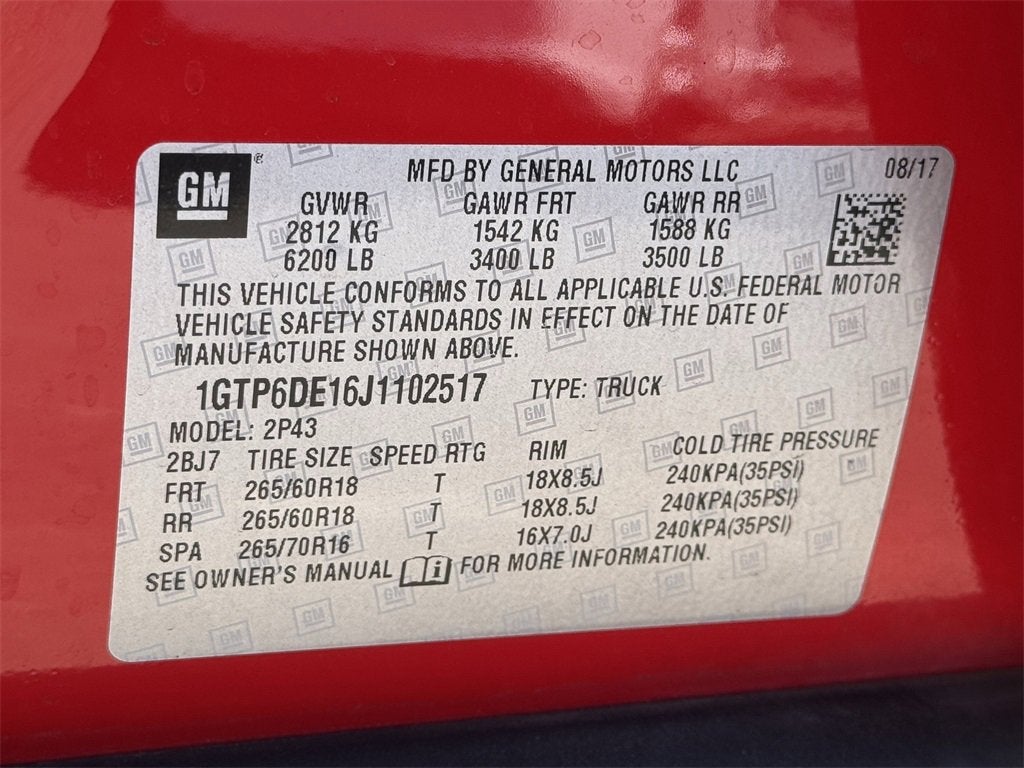 GM® MFD BY GENERAL MOTORS LLC 08/17
GVWR GAWR FRT GAWR RR
2812 KG 1542 KG 1588 KG
6200 LB 3400 LB 3500 LB
THIS VEHICLE CONFORMS TO ALL APPLICABLE U.S. FEDERAL MOTOR
VEHICLE SAFETY STANDARDS IN EFFECT ON THE DATE OF
MANUFACTURE SHOWN ABOVE.
1GTP6DE16J1102517 TYPE: TRUCK
MODEL: 2P43
2BJ7 TIRE SIZE SPEED RTG RIM COLD TIRE PRESSURE
FRT 265/60R18 T 18X8.5J 240KPA(35PSI)
RR 265/60R18 T 18X8.5J 240KPA(35PSI)
SPA 265/70R16 T 16X7.0J 240KPA(35PSI)
SEE OWNER'S MANUAL i FOR MORE INFORMATION.